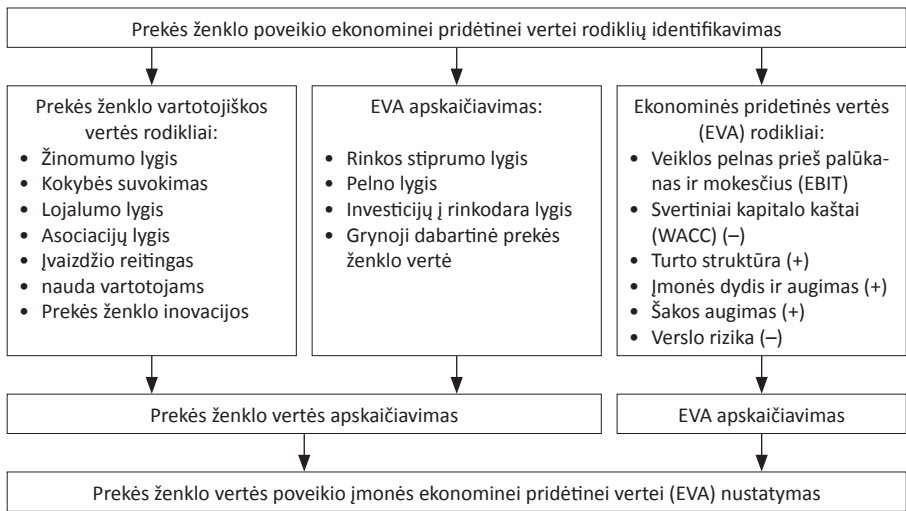 Prekės ženklo poveikio ekonominei pridėtinei vertei rodiklių identifikavimas
Prekės ženklo vartotojiškos
vertės rodikliai:
• Žinomumo lygis
• Kokybės suvokimas
• Lojalumo lygis
• Asociacijų lygis
• Įvaizdžio reitingas
• nauda vartotojams
• Prekės ženklo inovacijos
EVA apskaičiavimas:
• Rinkos stiprumo lygis
• Pelno lygis
• Investicijų į rinkodara lygis
• Grynoji dabartinė prekės
ženklo vertė
Ekonominės pridetinės vertės
(EVA) rodikliai:
• Veiklos pelnas prieš palūka-
nas ir mokesčius (EBIT)
• Svertiniai kapitalo kaštai
(WACC) (–)
• Turto struktūra (+)
• Įmonės dydis ir augimas (+)
• Šakos augimas (+)
• Verslo rizika (–)
Prekės ženklo vertės apskaičiavimas
EVA apskaičiavimas
Prekės ženklo vertės poveikio įmonės ekonominei pridėtinei vertei (EVA) nustatymas